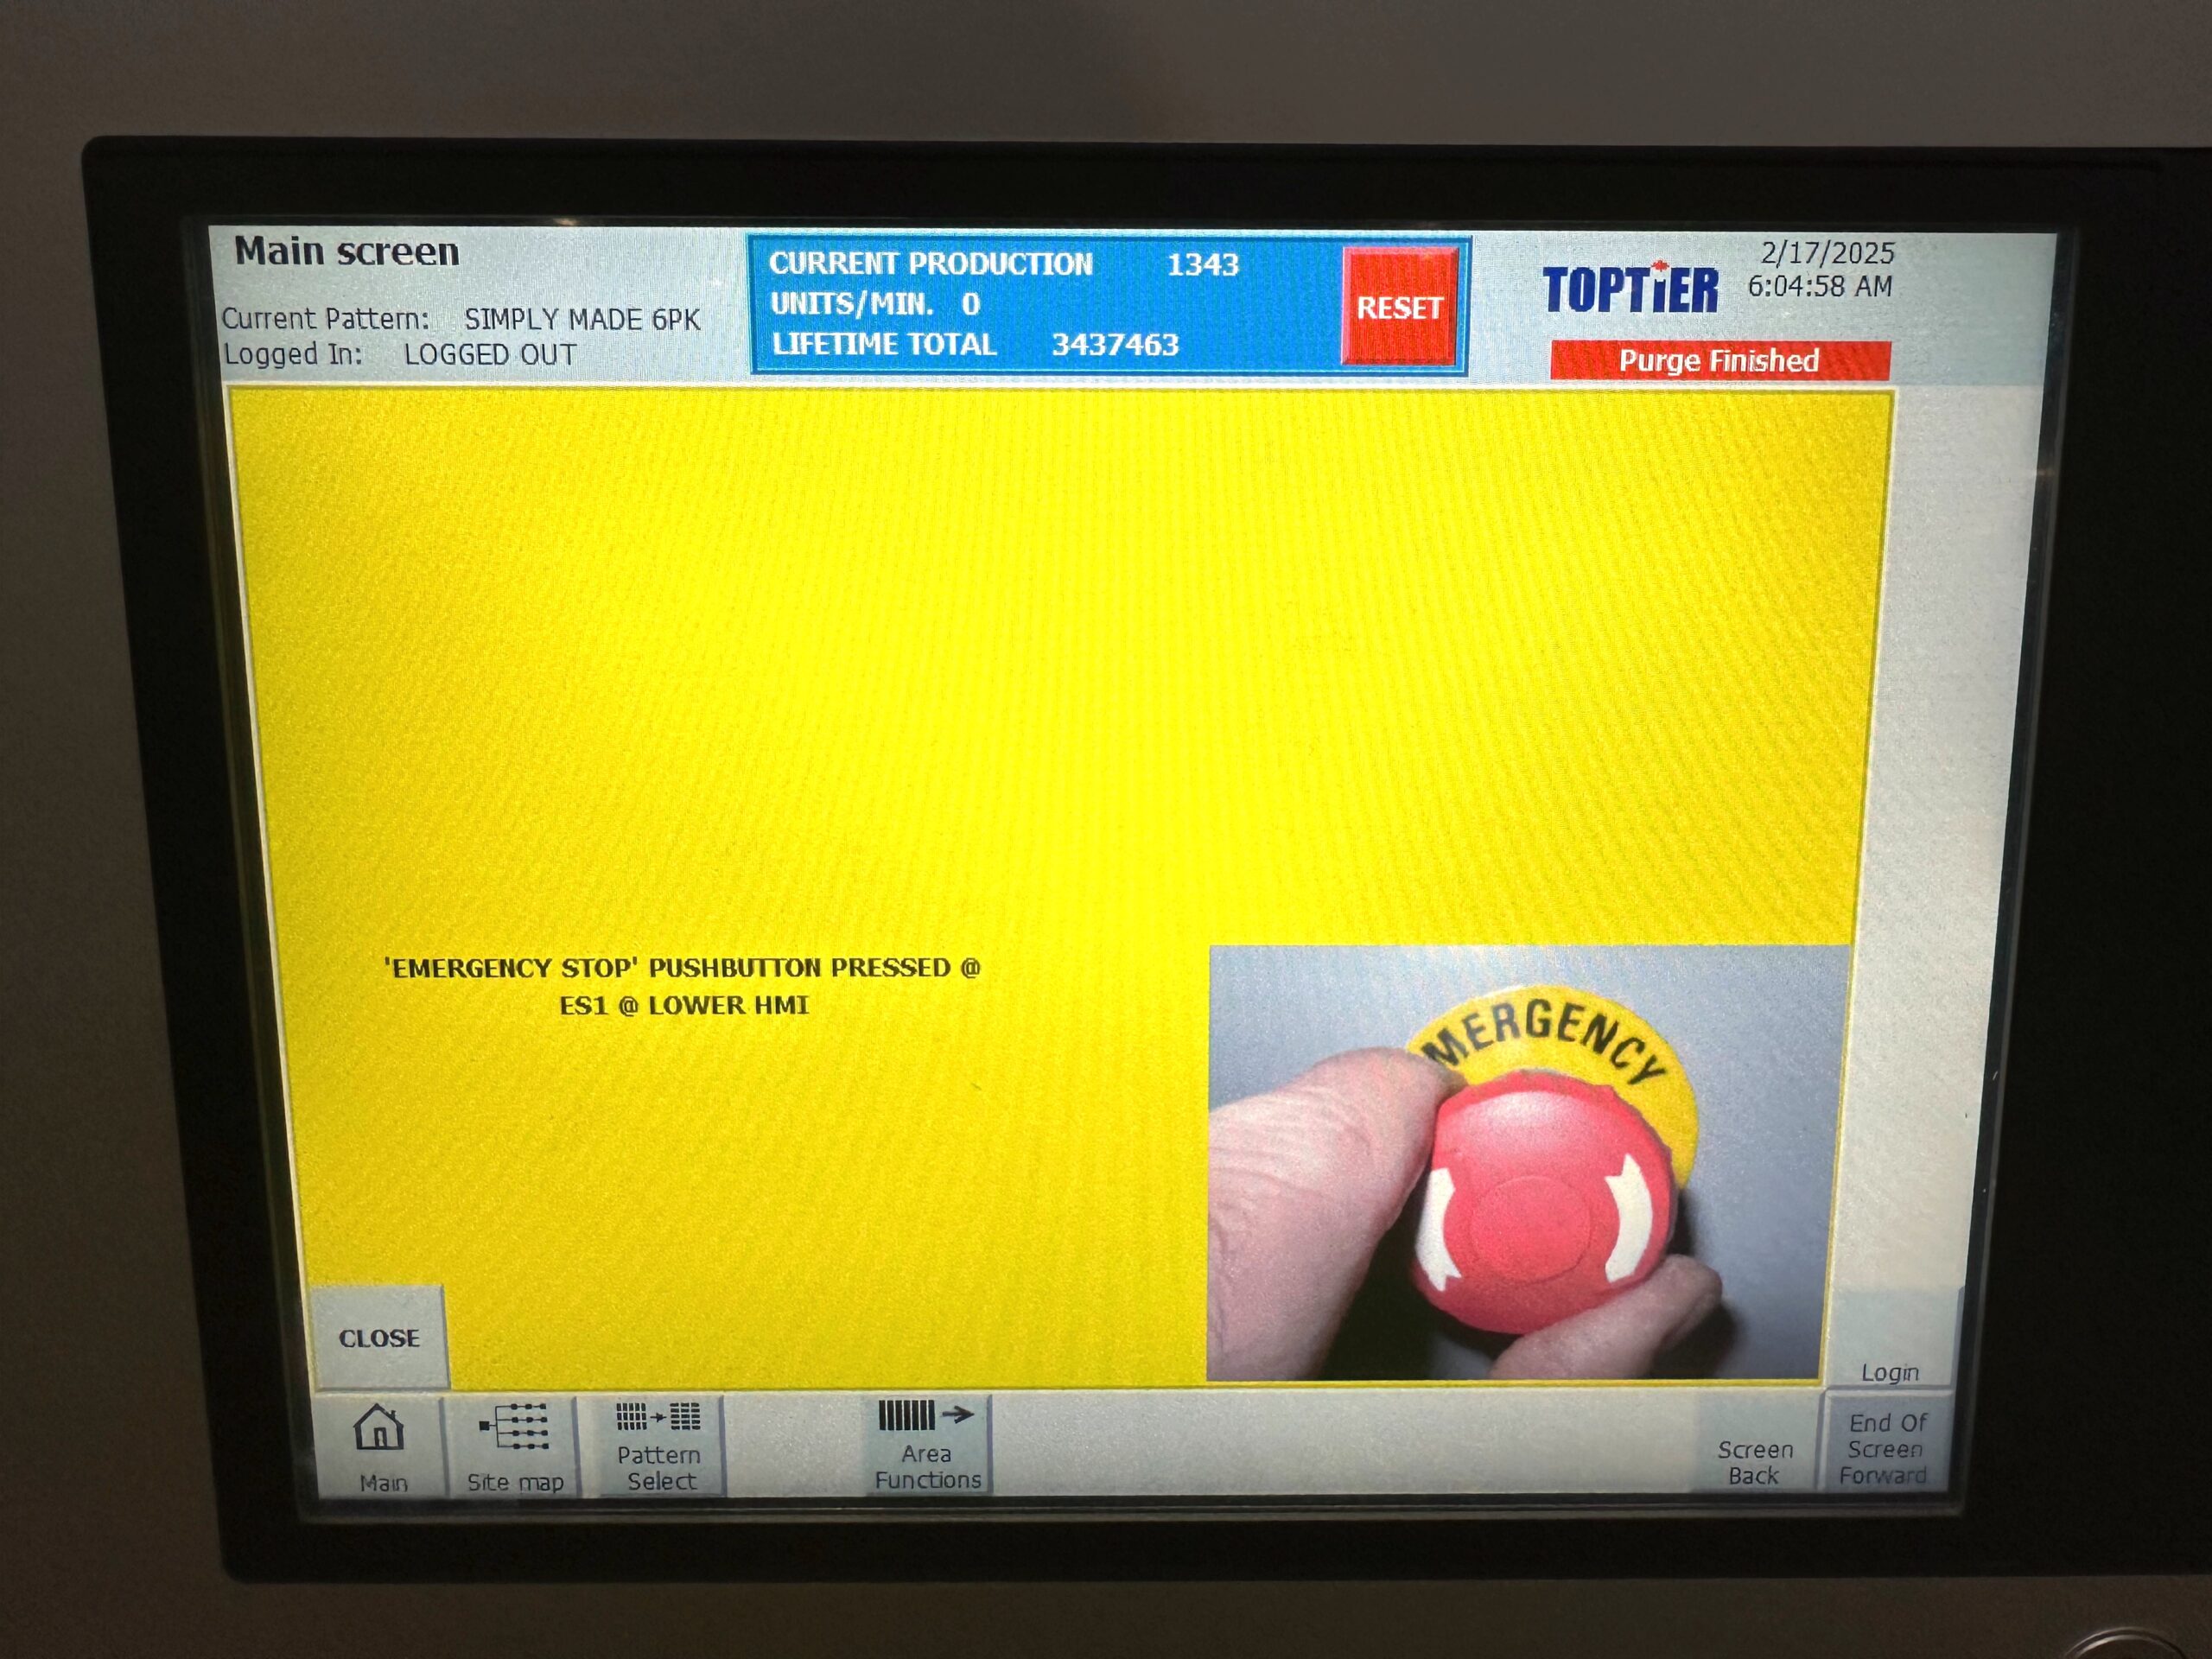 Main screen
Current Pattern: SIMPLY MADE 6PK
Logged In: LOGGED OUT
CURRENT PRODUCTION 1343
UNITS/MIN. 0
LIFETIME TOTAL 3437463
RESET
TOPTiER
2/17/2025
6:04:58 AM
Purge Finished
'EMERGENCY STOP' PUSHBUTTON PRESSED @
ES1 @ LOWER HMI
MERGENCY
CLOSE
Login
Main
Site map
Pattern
Select
Area
Functions
Screen
Back
End Of
Screen
Forward